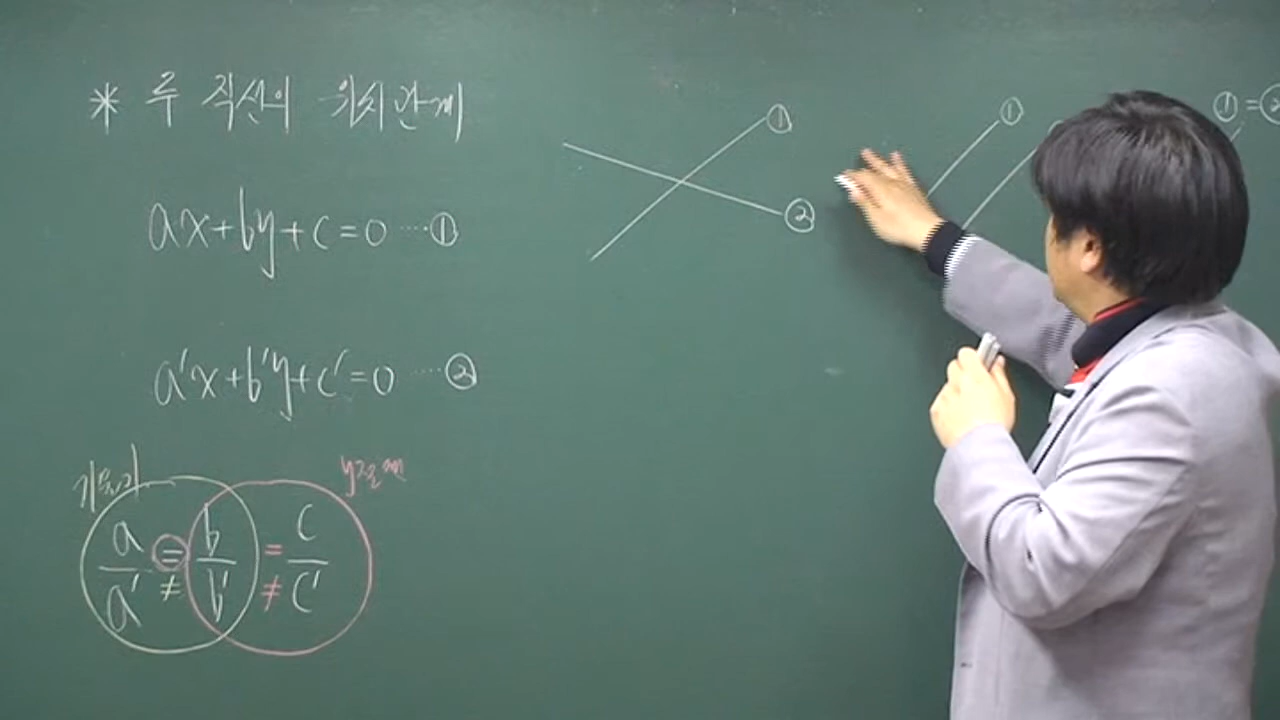 * 두 직선의 위치관계
ax+by+c=0 ····①
a'x+b'y+c'=0 ····②
기울기
y절편
a/a' = b/b' = c/c'
≠ ≠
①
②
①
①=②